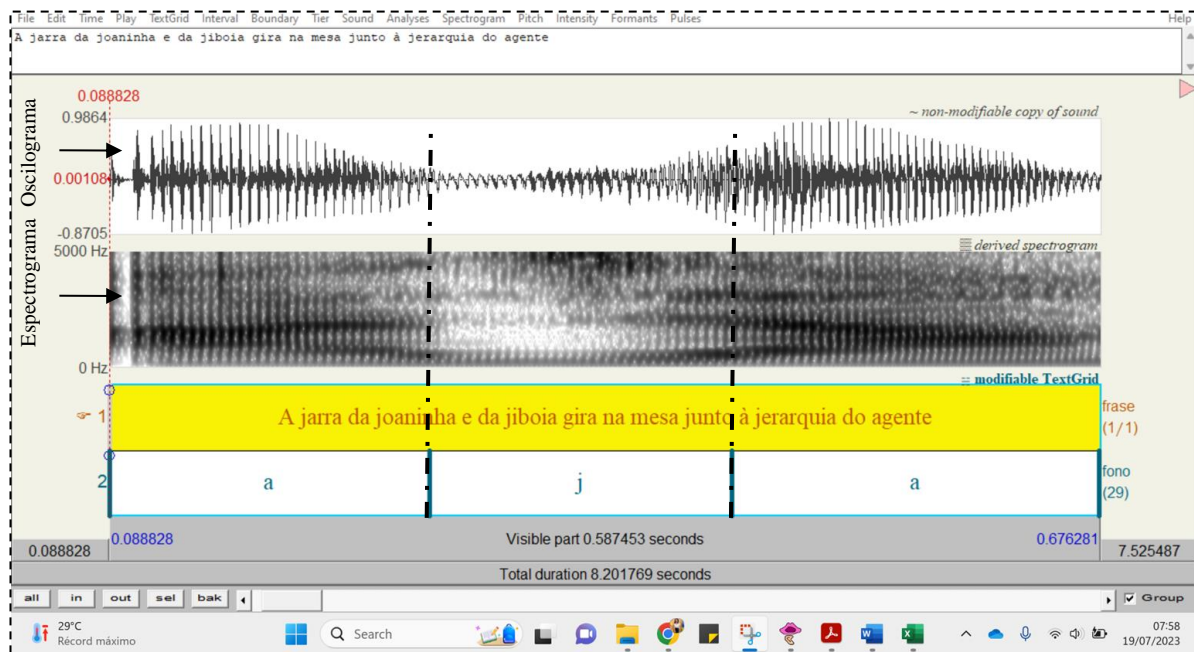 File Edit Time Play TextGrid Interval Boundary Tier Sound Analyses Spectrogram Pitch Intensity Formants Pulses Help
A jarra da joaninha e da jiboia gira na mesa junto à jerarquia do agente
0.088828
0.9864
~ non-modifiable copy of sound
Oscilograma
0.001084
-0.8705
5000 Hz
derived spectrogram
Espectrograma
0 Hz
modifiable TextGrid
1 A jarra da joaninha e da jiboia gira na mesa junto à jerarquia do agente frase
(1/1)
2 a j a fono
(29)
0.088828 Visible part 0.587453 seconds 0.676281
0.088828 7.525487
Total duration 8.201769 seconds
all in out sel bak Group
29°C
Récord máximo
Search
07:58
19/07/2023